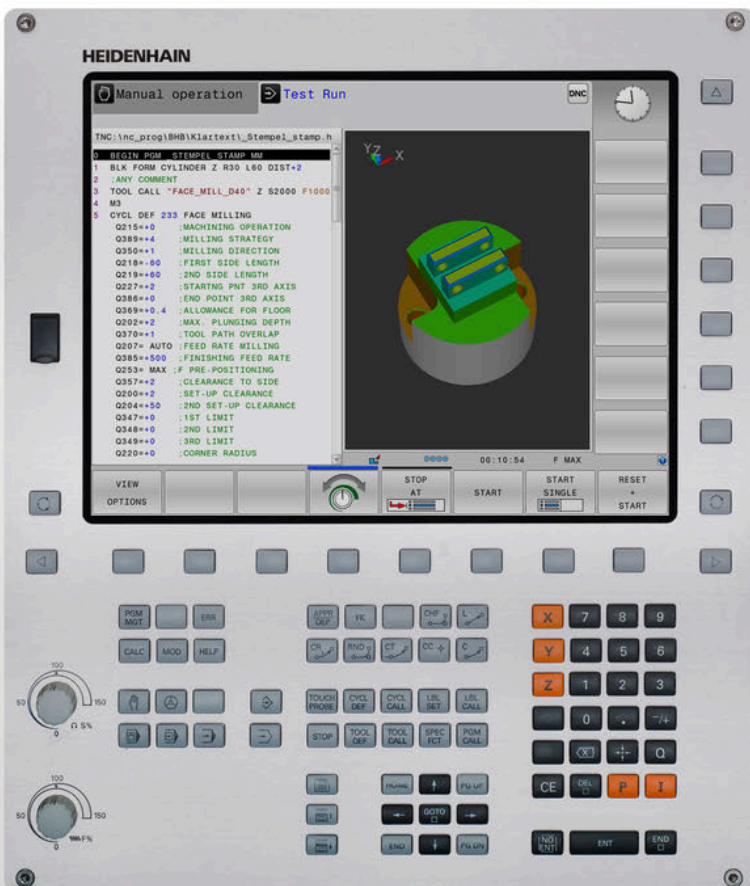 HEIDENHAIN
Manual operation
Test Run
DNC
TNC:\nc_prog\BHB\Klartext\_Stempel_stamp.h
0 BEGIN PGM _STEMPEL_STAMP MM
1 BLK FORM CYLINDER Z R30 L60 DIST+2
2 ;ANY COMMENT
3 TOOL CALL "FACE_MILL_D40" Z S2000 F1000
4 M3
5 CYCL DEF 233 FACE MILLING
Q215=+0 ;MACHINING OPERATION
Q389=+4 ;MILLING STRATEGY
Q350=+1 ;MILLING DIRECTION
Q218=-60 ;FIRST SIDE LENGTH
Q219=+60 ;2ND SIDE LENGTH
Q227=+2 ;STARTNG PNT 3RD AXIS
Q386=+0 ;END POINT 3RD AXIS
Q369=+0.4 ;ALLOWANCE FOR FLOOR
Q202=+2 ;MAX. PLUNGING DEPTH
Q370=+1 ;TOOL PATH OVERLAP
Q207= AUTO ;FEED RATE MILLING
Q385=+500 ;FINISHING FEED RATE
Q253= MAX ;F PRE-POSITIONING
Q357=+2 ;CLEARANCE TO SIDE
Q200=+2 ;SET-UP CLEARANCE
Q204=+50 ;2ND SET-UP CLEARANCE
Q347=+0 ;1ST LIMIT
Q348=+0 ;2ND LIMIT
Q349=+0 ;3RD LIMIT
Q220=+0 ;CORNER RADIUS
Y Z X
00:10:54 F MAX
VIEW
OPTIONS
STOP
AT
START
START
SINGLE
RESET
+
START
PGM
MGT
ERR
CALC MOD HELP
APPR
DEP
FK
CHF
L
CR RND CT CC C
TOUCH
PROBE
CYCL
DEF
CYCL
CALL
LBL
SET
LBL
CALL
STOP
TOOL
DEF
TOOL
CALL
SPEC
FCT
PGM
CALL
HOME PG UP
GOTO
END PG DN
X 7 8 9
Y 4 5 6
Z 1 2 3
0 . -/+
X Q
CE DEL P I
NO
ENT
ENT
END
100
50 150
0
S%
100
50 150
0
F%